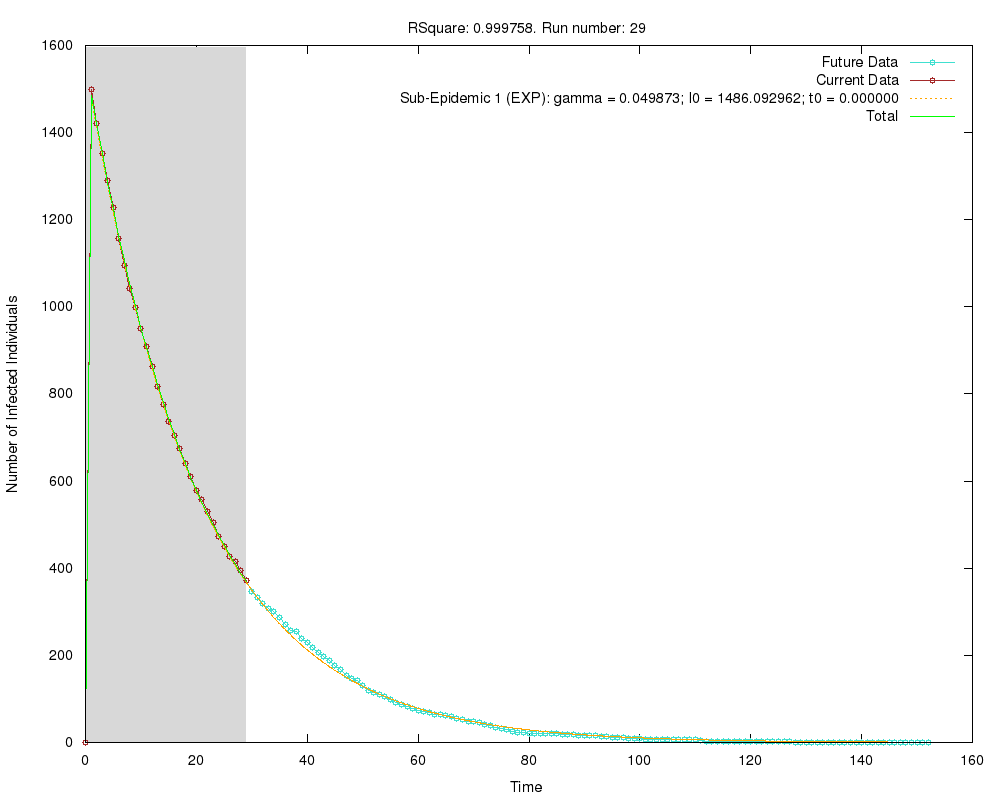 RSquare: 0.999758. Run number: 29
1600
1400
1200
1000
800
600
400
200
0
Number of Infected Individuals
Future Data
Current Data
Sub-Epidemic 1 (EXP): gamma = 0.049873; I0 = 1486.092962; t0 = 0.000000
Total
0 20 40 60 80 100 120 140 160
Time